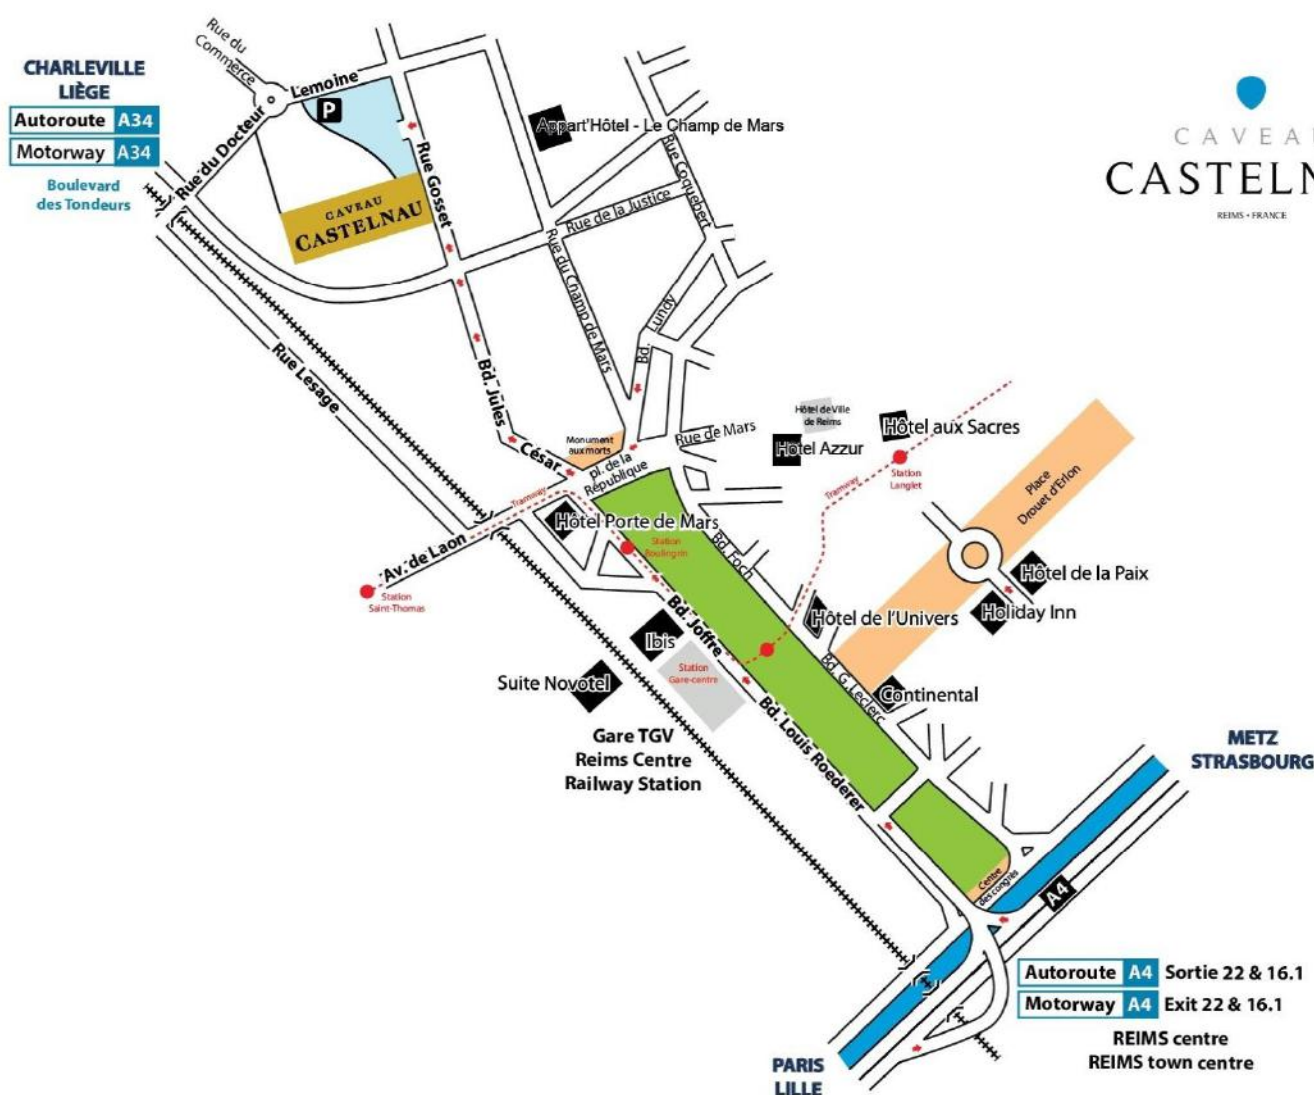 Rue du
Commerce
CHARLEVILLE
LIÈGE
Autoroute A34
Motorway A34
Boulevard
des Tondeurs
Rue du Docteur
Lemoine
P
Appart'Hôtel - Le Champ de Mars
CAVEAU
CASTELNAU
REIMS • FRANCE
CAVEAU
CASTELNAU
Rue Gosset
Rue Coquebert
Rue de la Justice
Rue du Champ de Mars
Bd. Lundy
Rue Lesage
Bd. Jules
César
Monument
aux morts
pl. de la
République
Rue de Mars
Hôtel de Ville
de Reims
Hôtel Azzur
Hôtel aux Sacres
Station
Langlet
Tramway
Place
Drouet d'Erlon
Tramway
Hôtel Porte de Mars
Station
Boulingrin
Av. de Laon
Station
Saint-Thomas
Bd. Foch
Bd. Joffre
Hôtel de la Paix
Holiday Inn
Hôtel de l'Univers
Ibis
Suite Novotel
Station
Gare-centre
Bd. G. Leclerc
Continental
Gare TGV
Reims Centre
Railway Station
Bd. Louis Roederer
METZ
STRASBOURG
Centre
des congrès
A4
Autoroute A4 Sortie 22 & 16.1
Motorway A4 Exit 22 & 16.1
REIMS centre
REIMS town centre
PARIS
LILLE